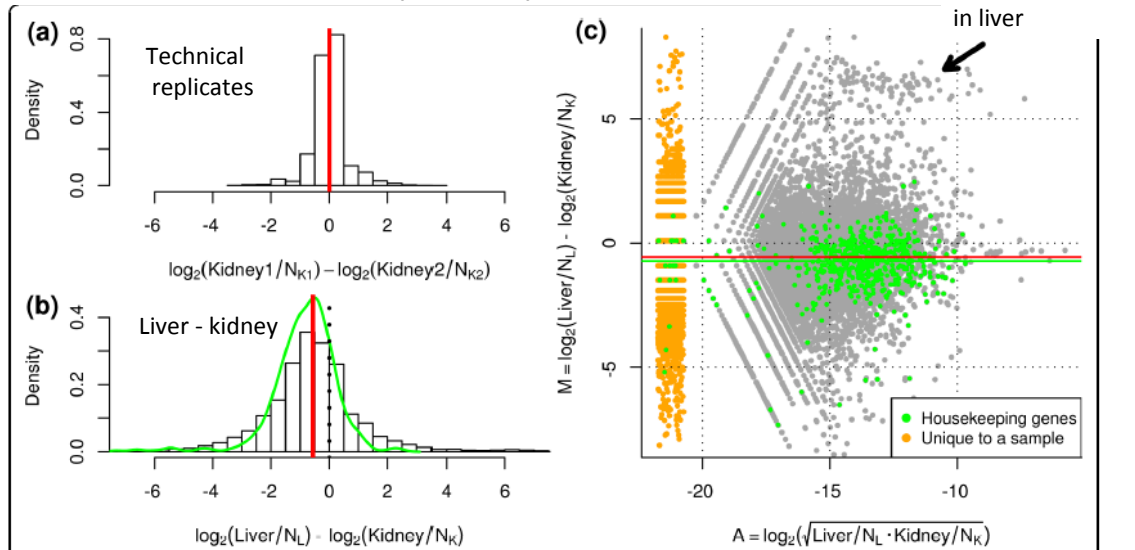 (a)
Technical
replicates
Density
0.0 0.4 0.8
-6 -4 -2 0 2 4 6
log2(Kidney1/NK1) − log2(Kidney2/NK2)
(b)
Liver - kidney
Density
0.0 0.2 0.4
-6 -4 -2 0 2 4 6
log2(Liver/NL) - log2(Kidney/NK)
in liver
(c)
M = log2(Liver/NL) - log2(Kidney/NK)
5
0
-5
Housekeeping genes
Unique to a sample
-20 -15 -10
A = log2(√Liver/NL · Kidney/NK)